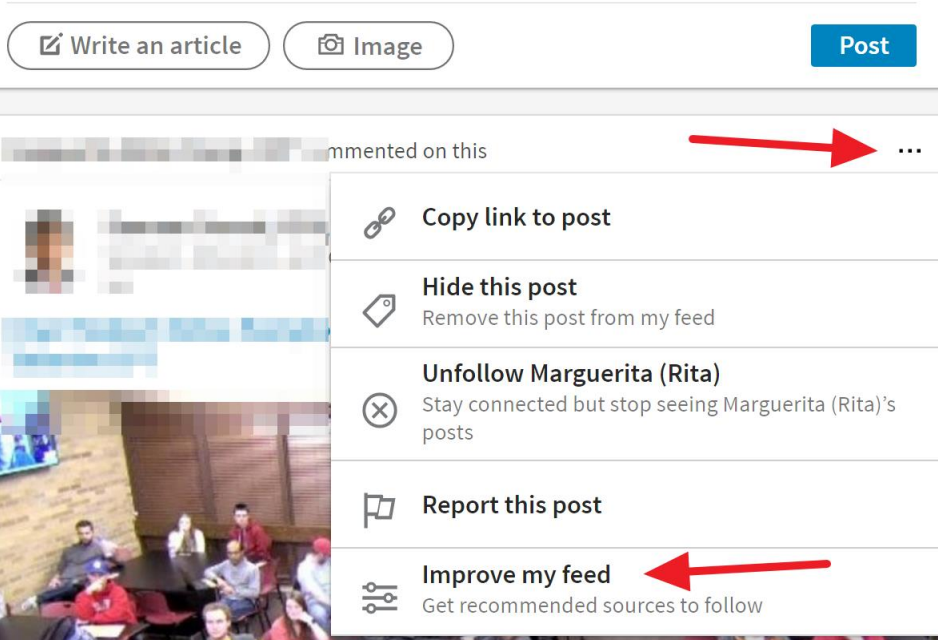 Write an article
Image
Post
mmented on this
Copy link to post
Hide this post
Remove this post from my feed
Unfollow Marguerita (Rita)
Stay connected but stop seeing Marguerita (Rita)’s
posts
Report this post
Improve my feed
Get recommended sources to follow